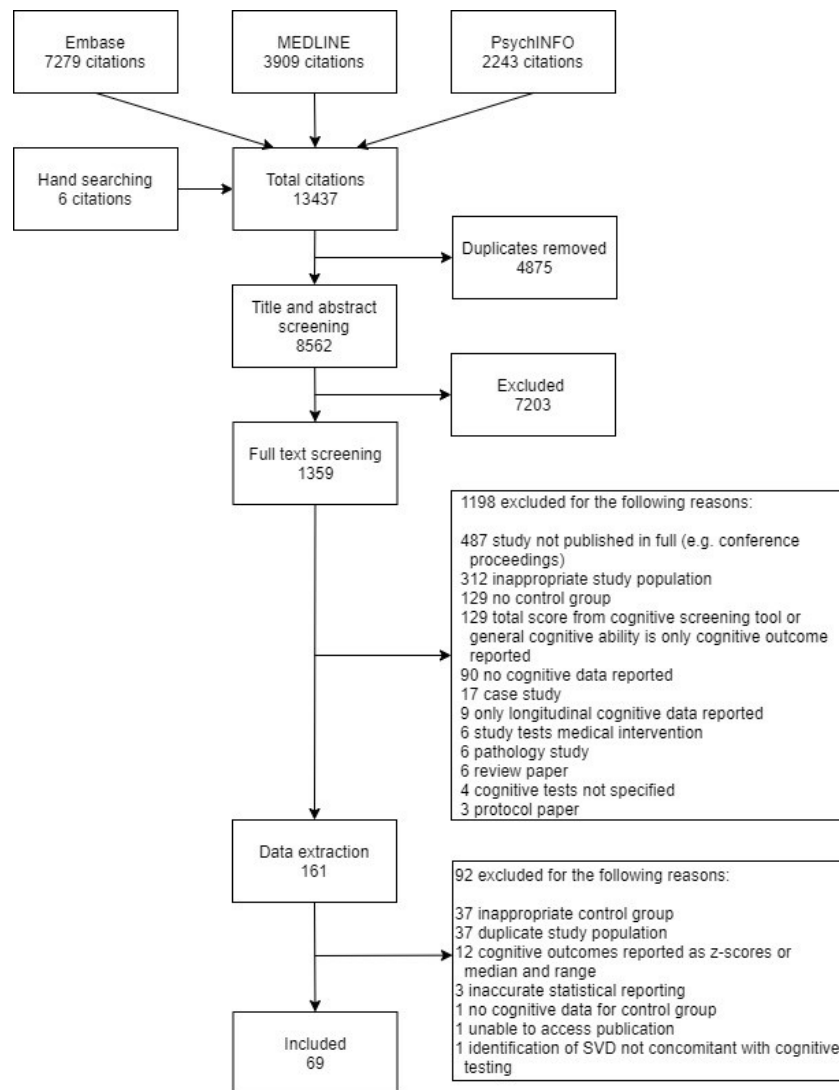 Embase
7279 citations
MEDLINE
3909 citations
PsychINFO
2243 citations
Hand searching
6 citations
Total citations
13437
Duplicates removed
4875
Title and abstract
screening
8562
Excluded
7203
Full text screening
1359
1198 excluded for the following reasons:
487 study not published in full (e.g. conference
proceedings)
312 inappropriate study population
129 no control group
129 total score from cognitive screening tool or
general cognitive ability is only cognitive outcome
reported
90 no cognitive data reported
17 case study
9 only longitudinal cognitive data reported
6 study tests medical intervention
6 pathology study
6 review paper
4 cognitive tests not specified
3 protocol paper
Data extraction
161
92 excluded for the following reasons:
37 inappropriate control group
37 duplicate study population
12 cognitive outcomes reported as z-scores or
median and range
3 inaccurate statistical reporting
1 no cognitive data for control group
1 unable to access publication
1 identification of SVD not concomitant with cognitive
testing
Included
69